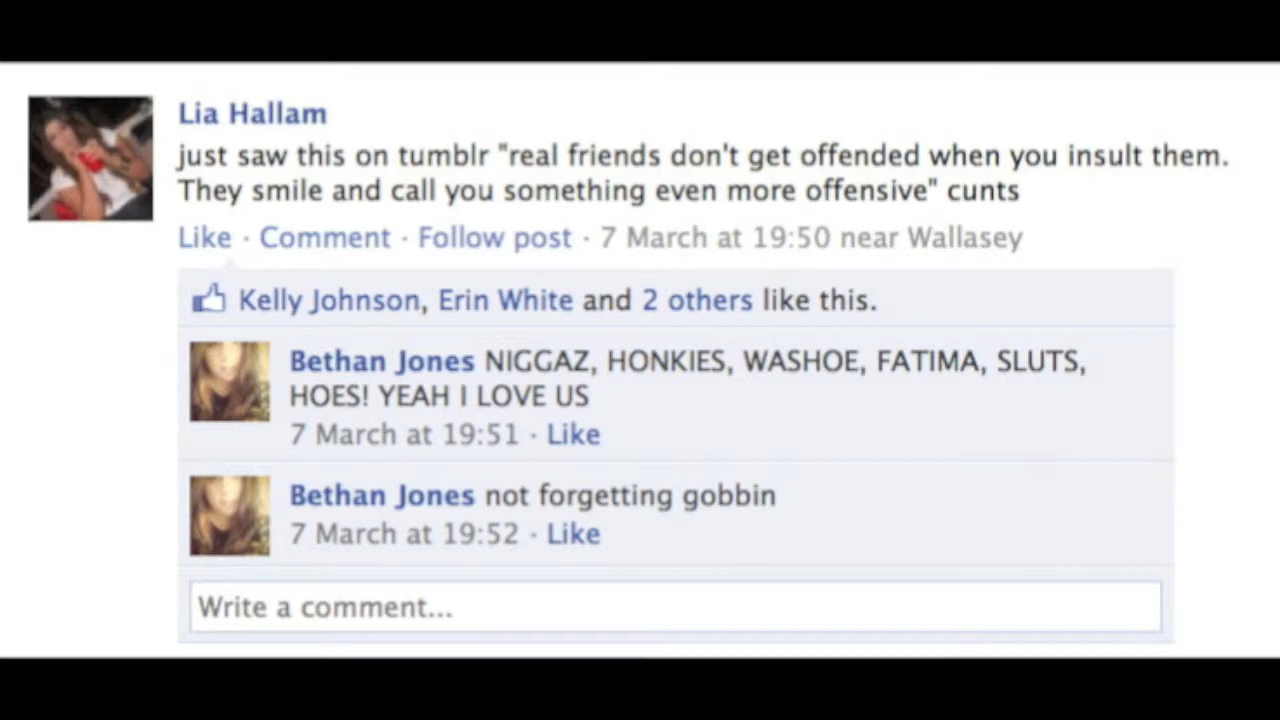 Lia Hallam
just saw this on tumblr "real friends don't get offended when you insult them.
They smile and call you something even more offensive" cunts
Like · Comment · Follow post · 7 March at 19:50 near Wallasey
Kelly Johnson, Erin White and 2 others like this.
Bethan Jones NIGGAZ, HONKIES, WASHOE, FATIMA, SLUTS,
HOES! YEAH I LOVE US
7 March at 19:51 · Like
Bethan Jones not forgetting gobbin
7 March at 19:52 · Like
Write a comment...